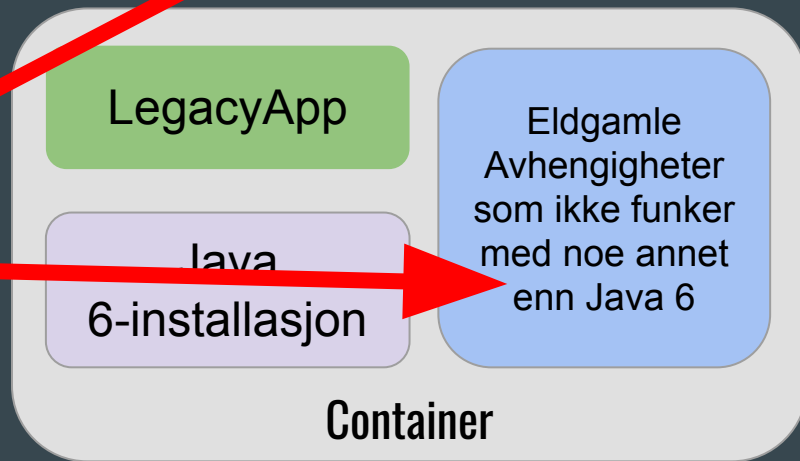 LegacyApp
Java
6-installasjon
Eldgamle
Avhengigheter
som ikke funker
med noe annet
enn Java 6
Container